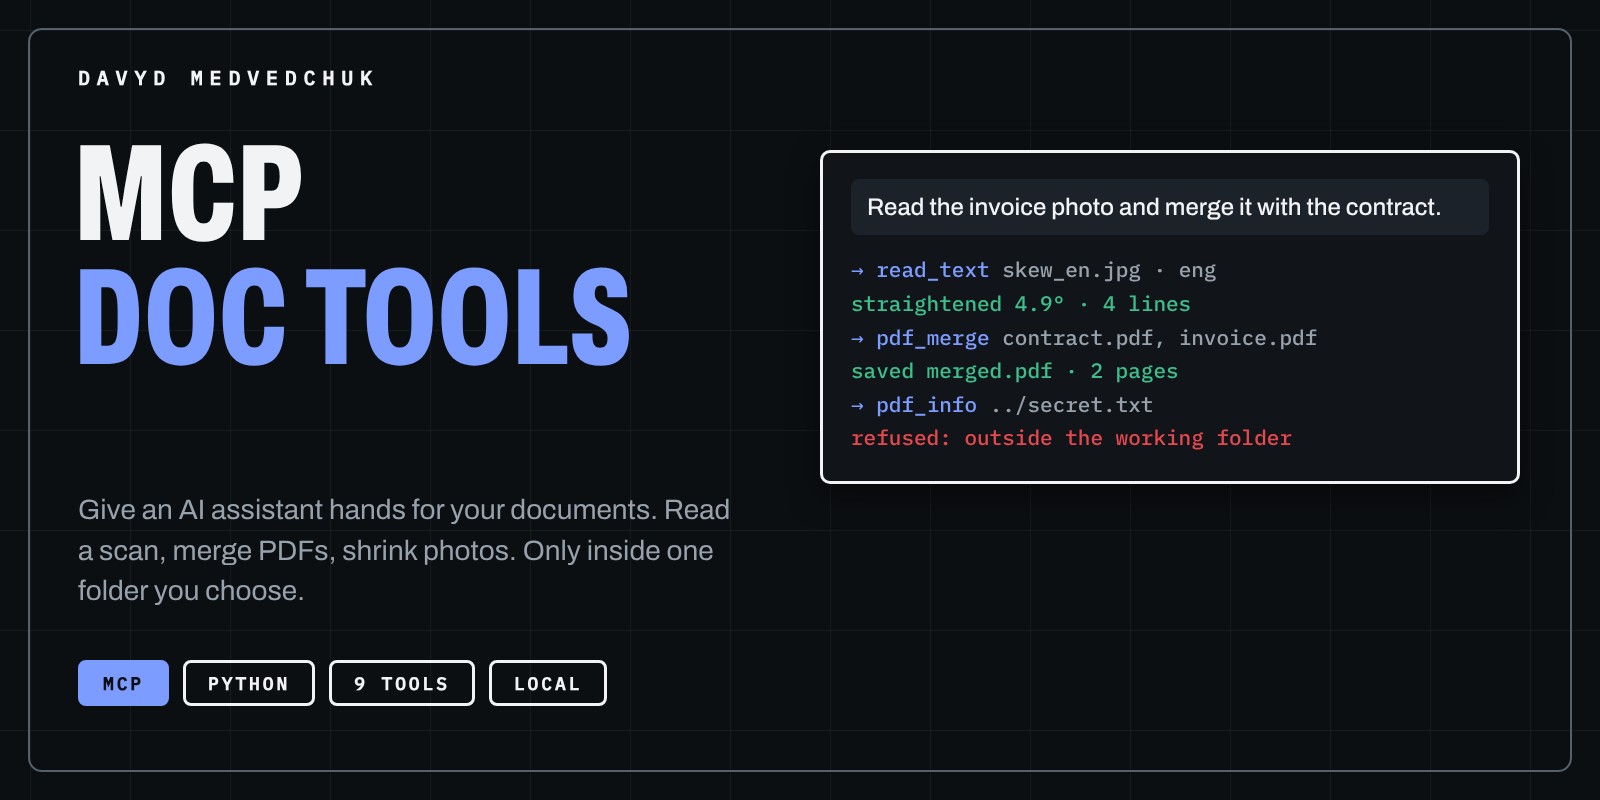 DAVYD MEDVEDCHUK
MCP
DOC TOOLS
Give an AI assistant hands for your documents. Read
a scan, merge PDFs, shrink photos. Only inside one
folder you choose.
MCP
PYTHON
9 TOOLS
LOCAL
Read the invoice photo and merge it with the contract.
→ read_text skew_en.jpg · eng
straightened 4.9° · 4 lines
→ pdf_merge contract.pdf, invoice.pdf
saved merged.pdf · 2 pages
→ pdf_info ../secret.txt
refused: outside the working folder